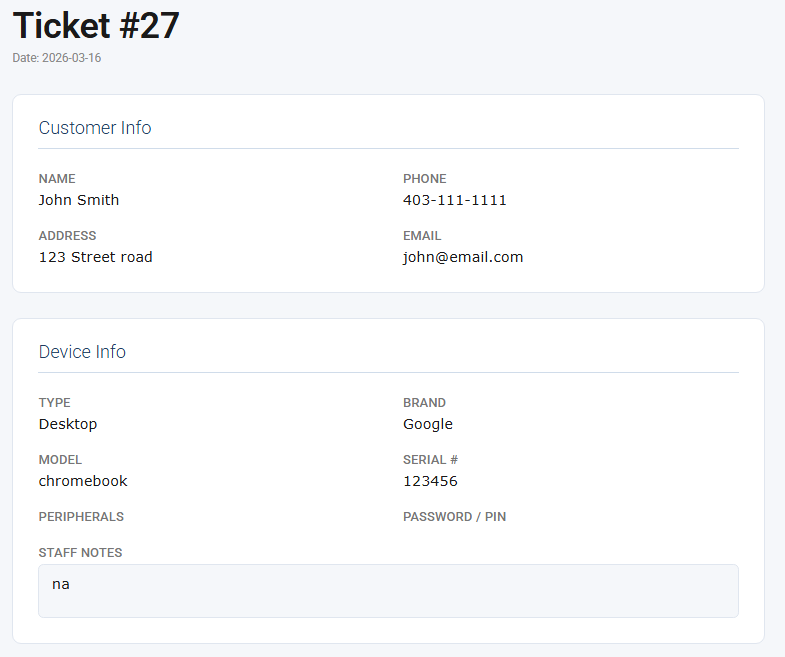 Ticket #27
Date: 2026-03-16
Customer Info
NAME
John Smith
PHONE
403-111-1111
ADDRESS
123 Street road
EMAIL
john@email.com
Device Info
TYPE
Desktop
BRAND
Google
MODEL
chromebook
SERIAL #
123456
PERIPHERALS
PASSWORD / PIN
STAFF NOTES
na